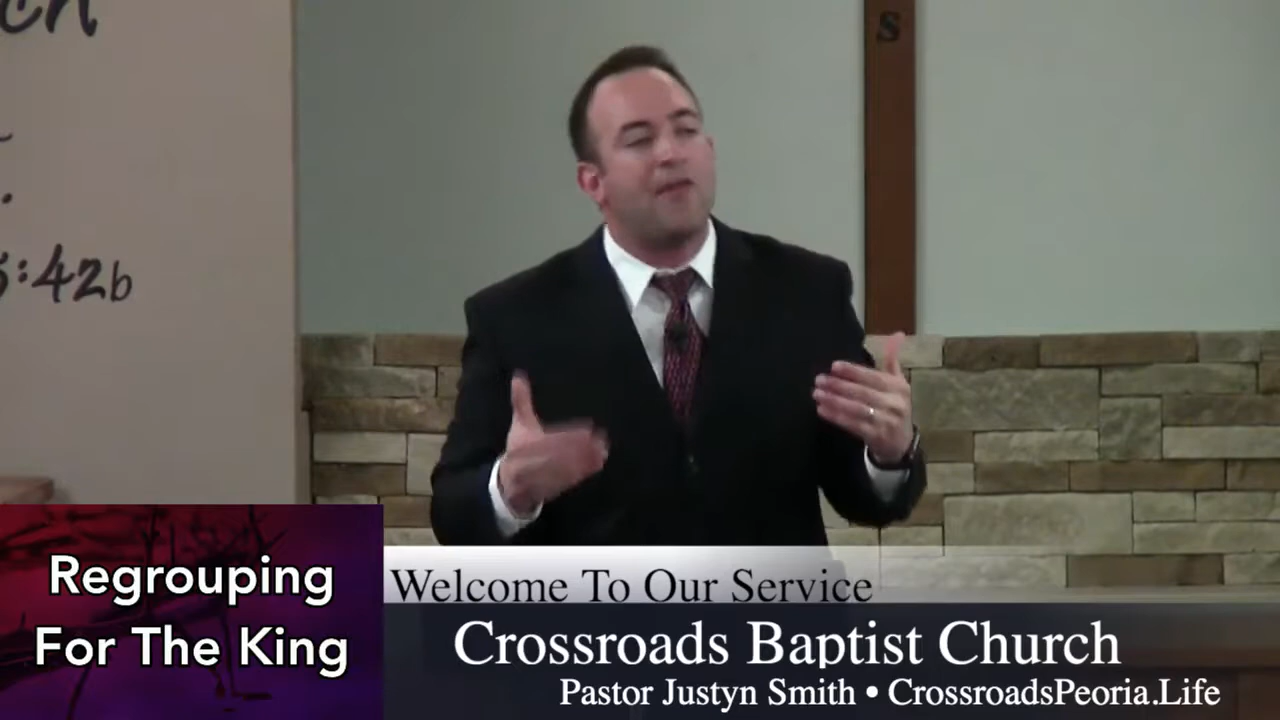 :42b
S
Regrouping
For The King
Welcome To Our Service
Crossroads Baptist Church
Pastor Justyn Smith • CrossroadsPeoria.Life